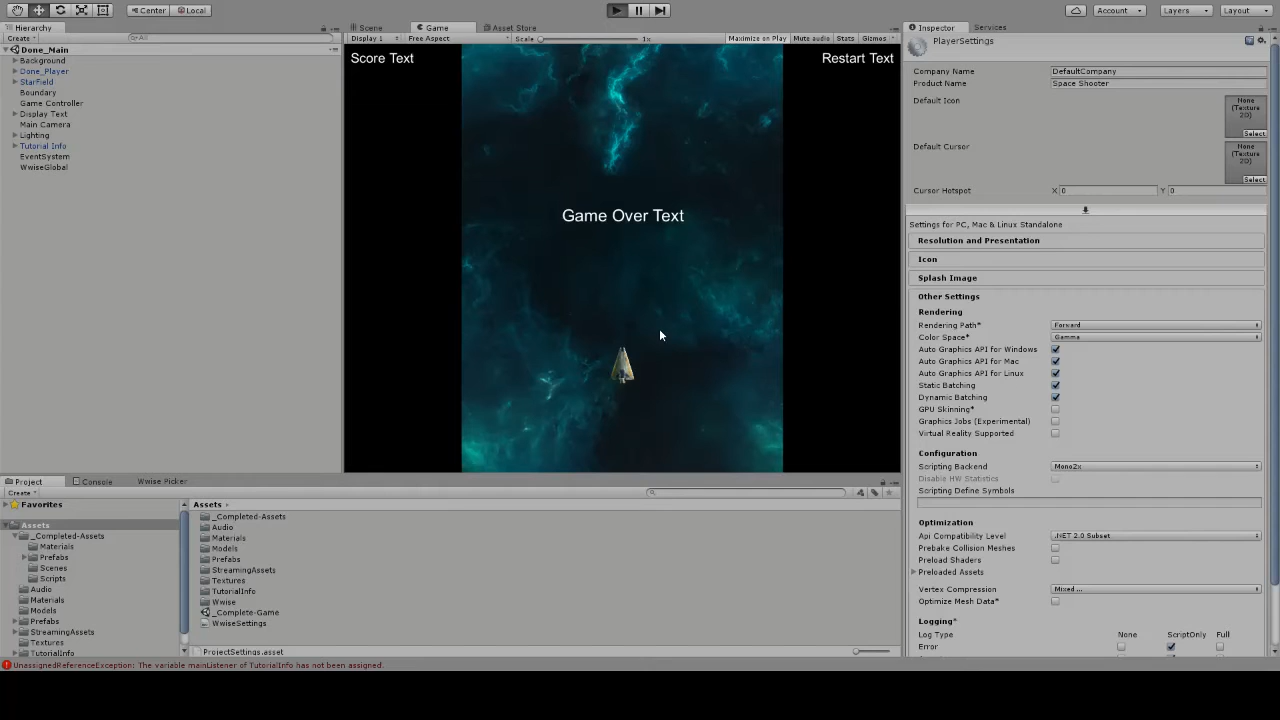 Center
Local
Account
Layers
Layout
Hierarchy
Create
All
Done_Main
Background
Done_Player
StarField
Boundary
Game Controller
Display Text
Main Camera
Lighting
Tutorial Info
EventSystem
WwiseGlobal
Scene
Game
Asset Store
Display 1
Free Aspect
Scale
1x
Maximize on Play
Mute audio
Stats
Gizmos
Score Text
Restart Text
Game Over Text
Inspector
Services
PlayerSettings
Company Name
DefaultCompany
Product Name
Space Shooter
Default Icon
None
(Texture
2D)
Select
Default Cursor
None
(Texture
2D)
Select
Cursor Hotspot
X 0
Y 0
Settings for PC, Mac & Linux Standalone
Resolution and Presentation
Icon
Splash Image
Other Settings
Rendering
Rendering Path*
Forward
Color Space*
Gamma
Auto Graphics API for Windows
Auto Graphics API for Mac
Auto Graphics API for Linux
Static Batching
Dynamic Batching
GPU Skinning*
Graphics Jobs (Experimental)
Virtual Reality Supported
Configuration
Scripting Backend
Mono2x
Disable HW Statistics
Scripting Define Symbols
Optimization
Api Compatibility Level
.NET 2.0 Subset
Prebake Collision Meshes
Preload Shaders
Preloaded Assets
Vertex Compression
Mixed ...
Optimize Mesh Data*
Logging*
Log Type
None
ScriptOnly
Full
Error
Project
Console
Wwise Picker
Create
Favorites
Assets
_Completed-Assets
Materials
Prefabs
Scenes
Scripts
Audio
Materials
Models
Prefabs
StreamingAssets
Textures
TutorialInfo
Assets
_Completed-Assets
Audio
Materials
Models
Prefabs
StreamingAssets
Textures
TutorialInfo
Wwise
_Complete-Game
WwiseSettings
ProjectSettings.asset
UnassignedReferenceException: The variable mainListener of TutorialInfo has not been assigned.